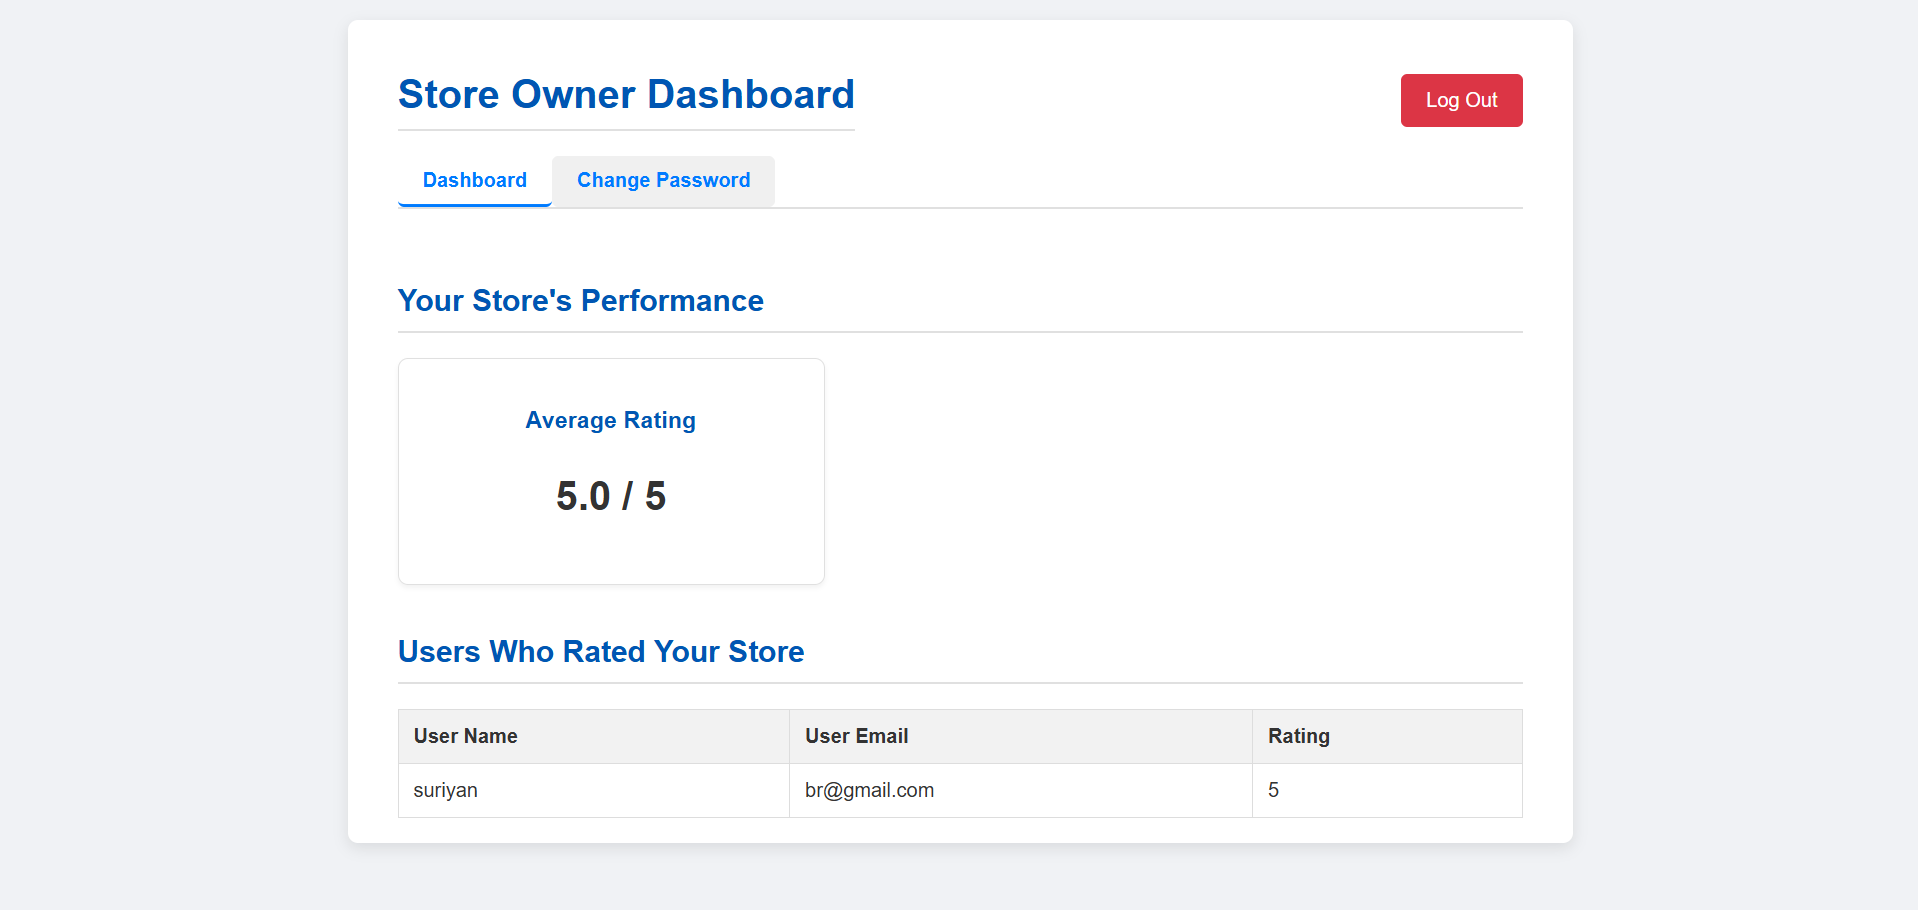 Store Owner Dashboard
Log Out
Dashboard
Change Password
Your Store's Performance
Average Rating
5.0 / 5
Users Who Rated Your Store
User Name User Email Rating
suriyan br@gmail.com 5